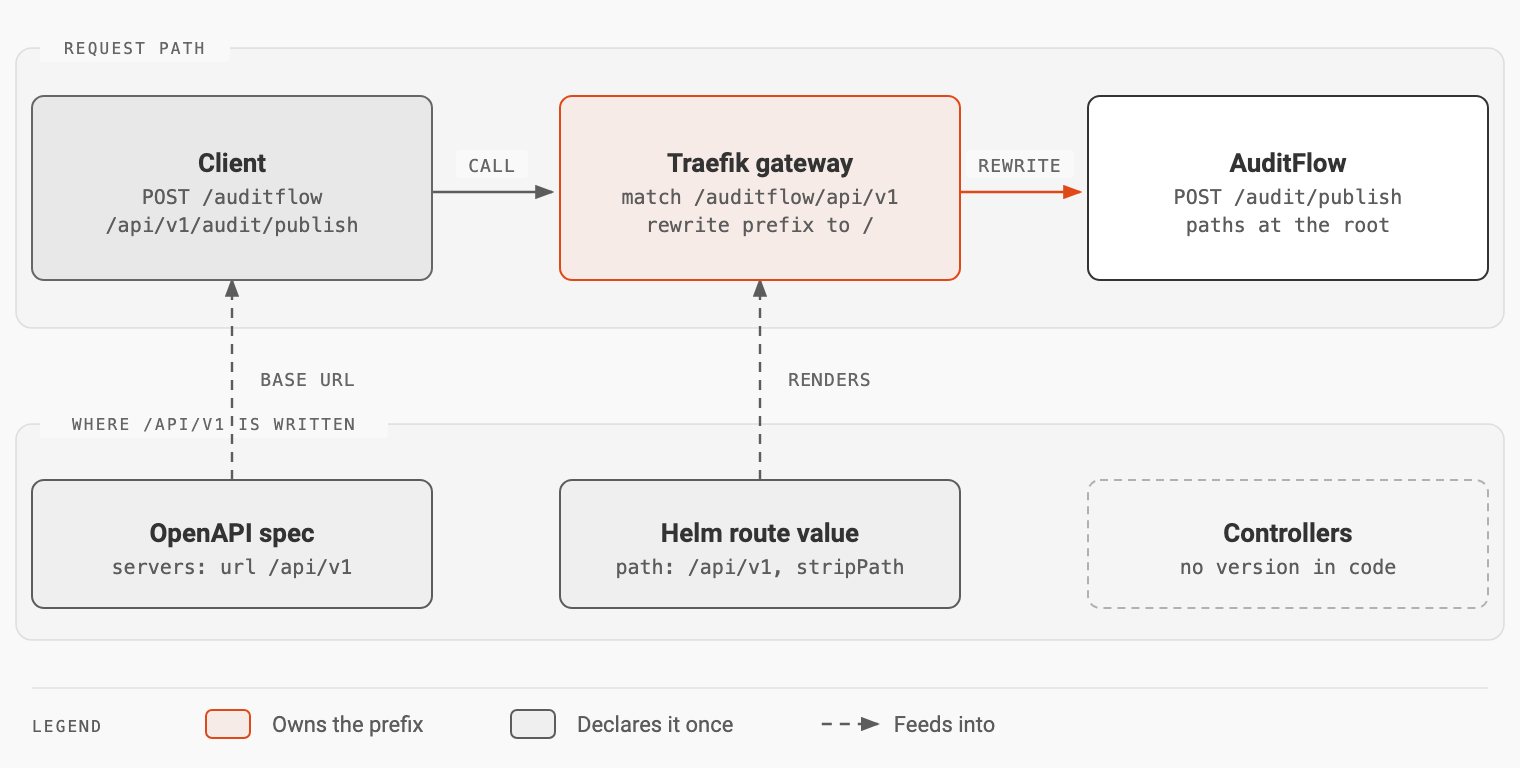 REQUEST PATH
Client
POST /auditflow
/api/v1/audit/publish
CALL
Traefik gateway
match /auditflow/api/v1
rewrite prefix to /
REWRITE
AuditFlow
POST /audit/publish
paths at the root
BASE URL
RENDERS
WHERE /API/V1 IS WRITTEN
OpenAPI spec
servers: url /api/v1
Helm route value
path: /api/v1, stripPath
Controllers
no version in code
LEGEND
Owns the prefix
Declares it once
Feeds into